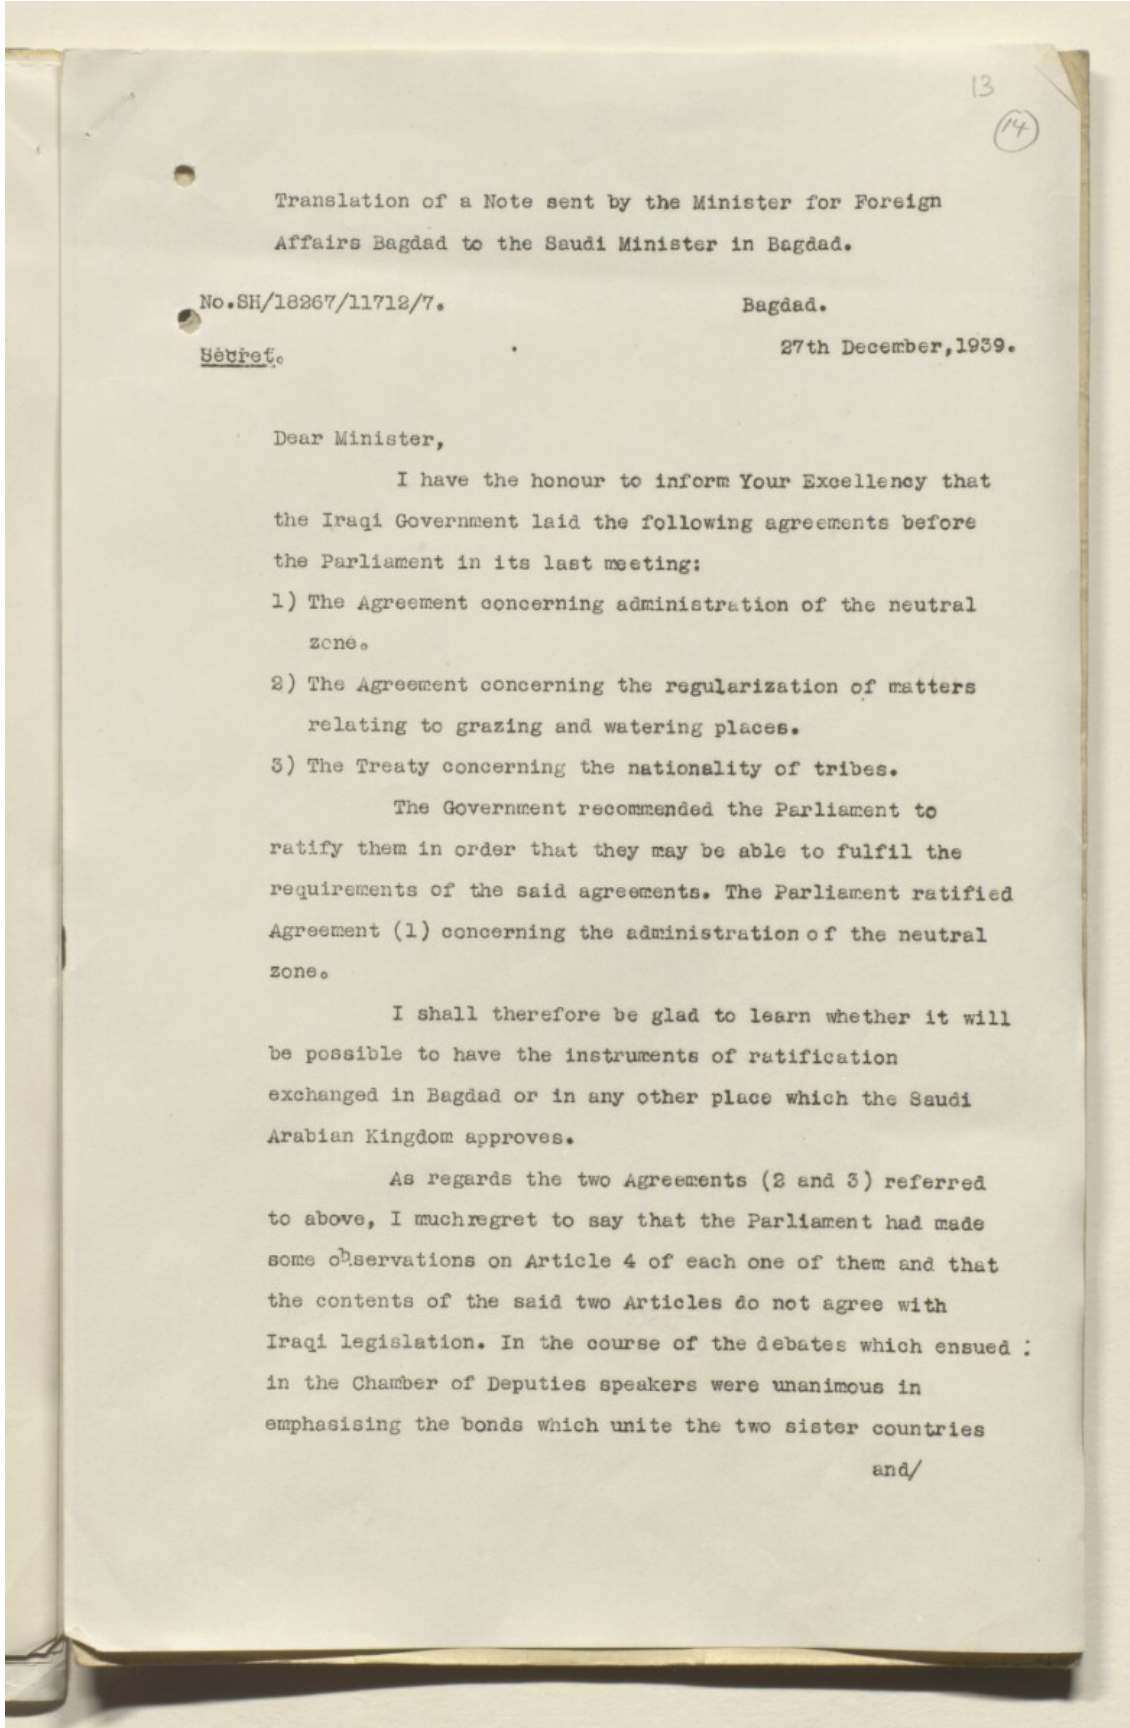 13
14
Translation of a Note sent by the Minister for Foreign
Affairs Bagdad to the Saudi Minister in Bagdad.
No.SH/18267/11712/7.
Bagdad.
Secret.
27th December,1939.
Dear Minister,
I have the honour to inform Your Excellency that
the Iraqi Government laid the following agreements before
the Parliament in its last meeting:
1) The Agreement concerning administration of the neutral
zone.
2) The Agreement concerning the regularization of matters
relating to grazing and watering places.
3) The Treaty concerning the nationality of tribes.
The Government recommended the Parliament to
ratify them in order that they may be able to fulfil the
requirements of the said agreements. The Parliament ratified
Agreement (1) concerning the administration of the neutral
zone.
I shall therefore be glad to learn whether it will
be possible to have the instruments of ratification
exchanged in Bagdad or in any other place which the Saudi
Arabian Kingdom approves.
As regards the two Agreements (2 and 3) referred
to above, I much regret to say that the Parliament had made
some observations on Article 4 of each one of them and that
the contents of the said two Articles do not agree with
Iraqi legislation. In the course of the debates which ensued :
in the Chamber of Deputies speakers were unanimous in
emphasising the bonds which unite the two sister countries
and/